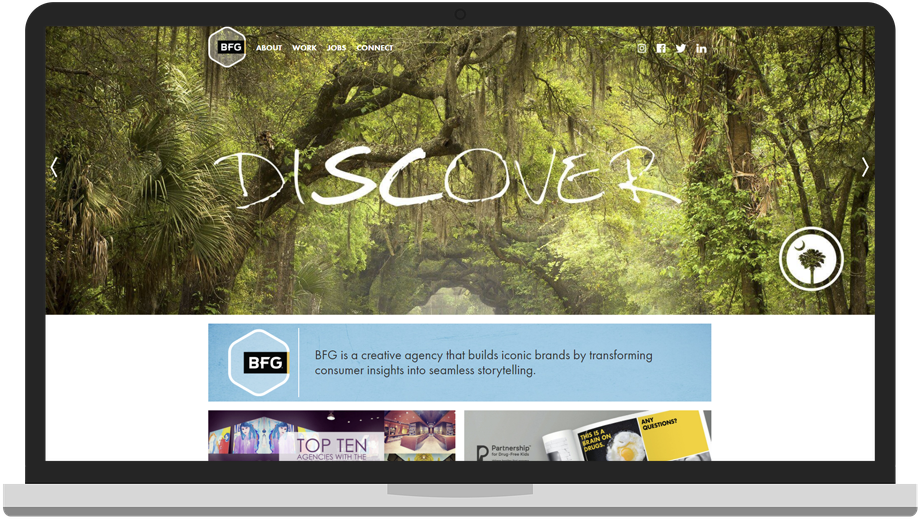 BFG
ABOUT WORK JOBS CONNECT
DISCOVER
BFG
BFG is a creative agency that builds iconic brands by transforming
consumer insights into seamless storytelling.
TOP TEN
AGENCIES WITH THE
Partnership®
for Drug-Free Kids
THIS IS A
BRAIN ON
DRUGS.
ANY
QUESTIONS?